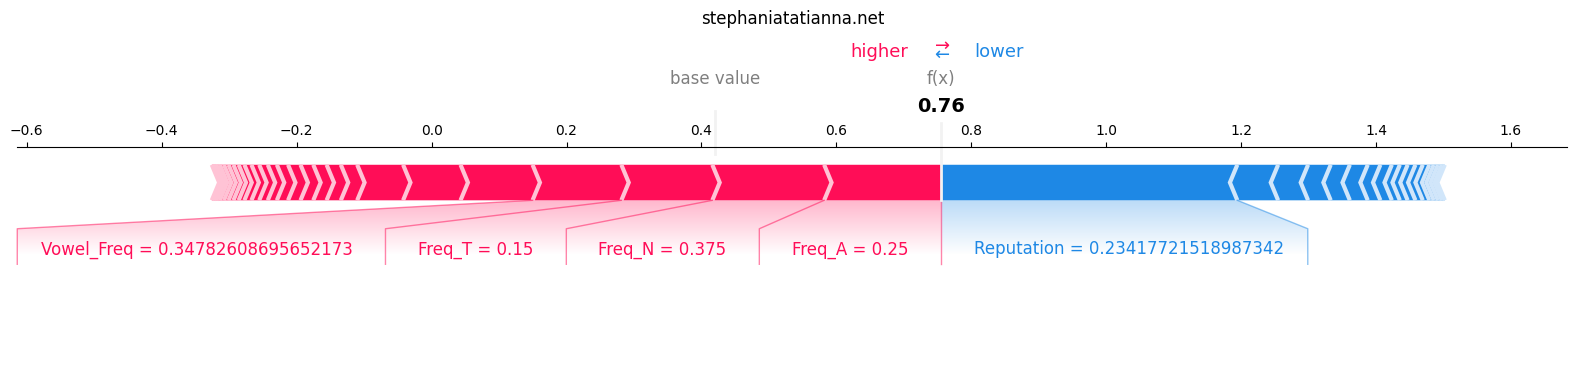 stephaniatatianna.net
higher → ← lower
base value f(x)
0.76
−0.6 −0.4 −0.2 0.0 0.2 0.4 0.6 0.8 1.0 1.2 1.4 1.6
Vowel_Freq = 0.34782608695652173 Freq_T = 0.15 Freq_N = 0.375 Freq_A = 0.25 Reputation = 0.23417721518987342